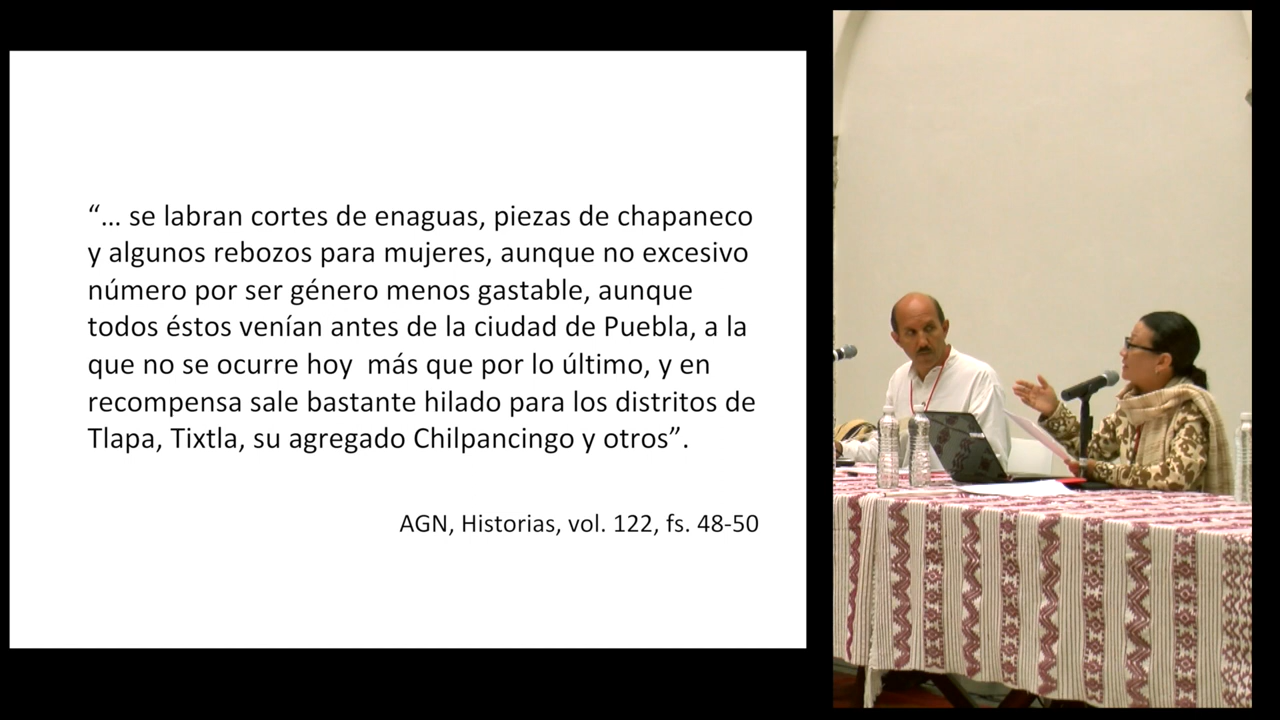 “... se labran cortes de enaguas, piezas de chapaneco
y algunos rebozos para mujeres, aunque no excesivo
número por ser género menos gastable, aunque
todos éstos venían antes de la ciudad de Puebla, a la
que no se ocurre hoy  más que por lo último, y en
recompensa sale bastante hilado para los distritos de
Tlapa, Tixtla, su agregado Chilpancingo y otros”.
AGN, Historias, vol. 122, fs. 48-50